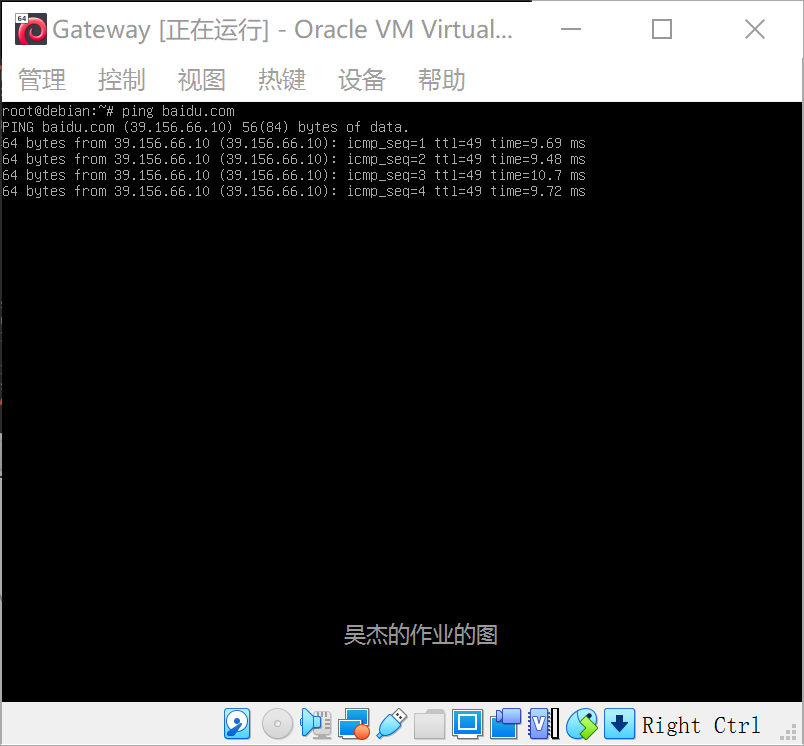 64
Gateway [正在运行] - Oracle VM Virtual...
管理 控制 视图 热键 设备 帮助
root@debian:~# ping baidu.com
PING baidu.com (39.156.66.10) 56(84) bytes of data.
64 bytes from 39.156.66.10 (39.156.66.10): icmp_seq=1 ttl=49 time=9.69 ms
64 bytes from 39.156.66.10 (39.156.66.10): icmp_seq=2 ttl=49 time=9.48 ms
64 bytes from 39.156.66.10 (39.156.66.10): icmp_seq=3 ttl=49 time=10.7 ms
64 bytes from 39.156.66.10 (39.156.66.10): icmp_seq=4 ttl=49 time=9.72 ms
吴杰的作业的图
V
Right Ctrl